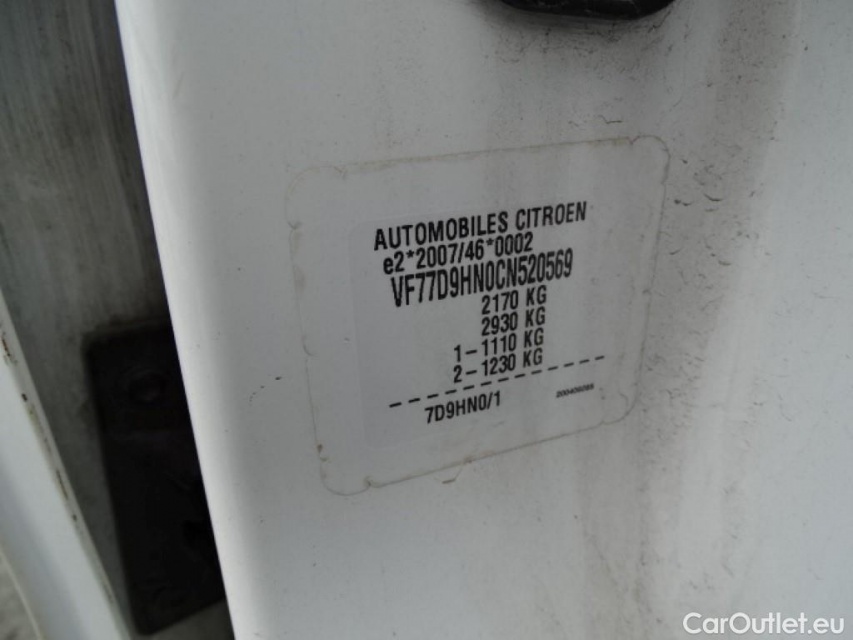 AUTOMOBILES CITROEN
e2*2007/46*0002
VF77D9HN0CN520569
2170 KG
2930 KG
1-1110 KG
2-1230 KG
7D9HN0/1
CarOutlet.eu